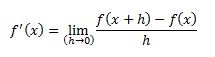 f'(x) = lim (h→0) f(x + h) − f(x) / h